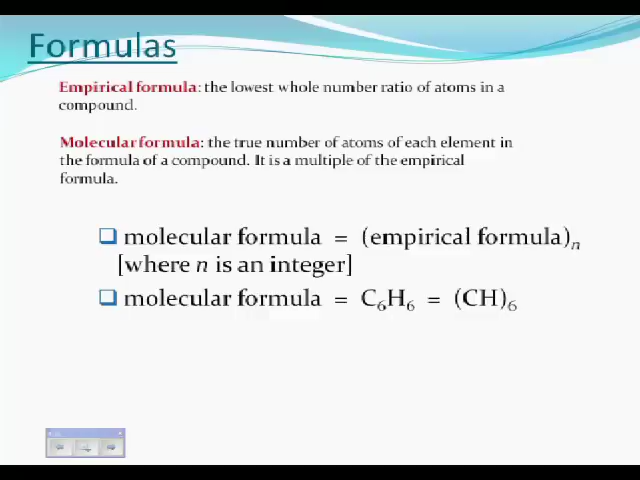 Formulas
Empirical formula: the lowest whole number ratio of atoms in a
compound.
Molecular formula: the true number of atoms of each element in
the formula of a compound. It is a multiple of the empirical
formula.
❑ molecular formula = (empirical formula)ₙ
[where n is an integer]
❑ molecular formula = C₆H₆ = (CH)₆